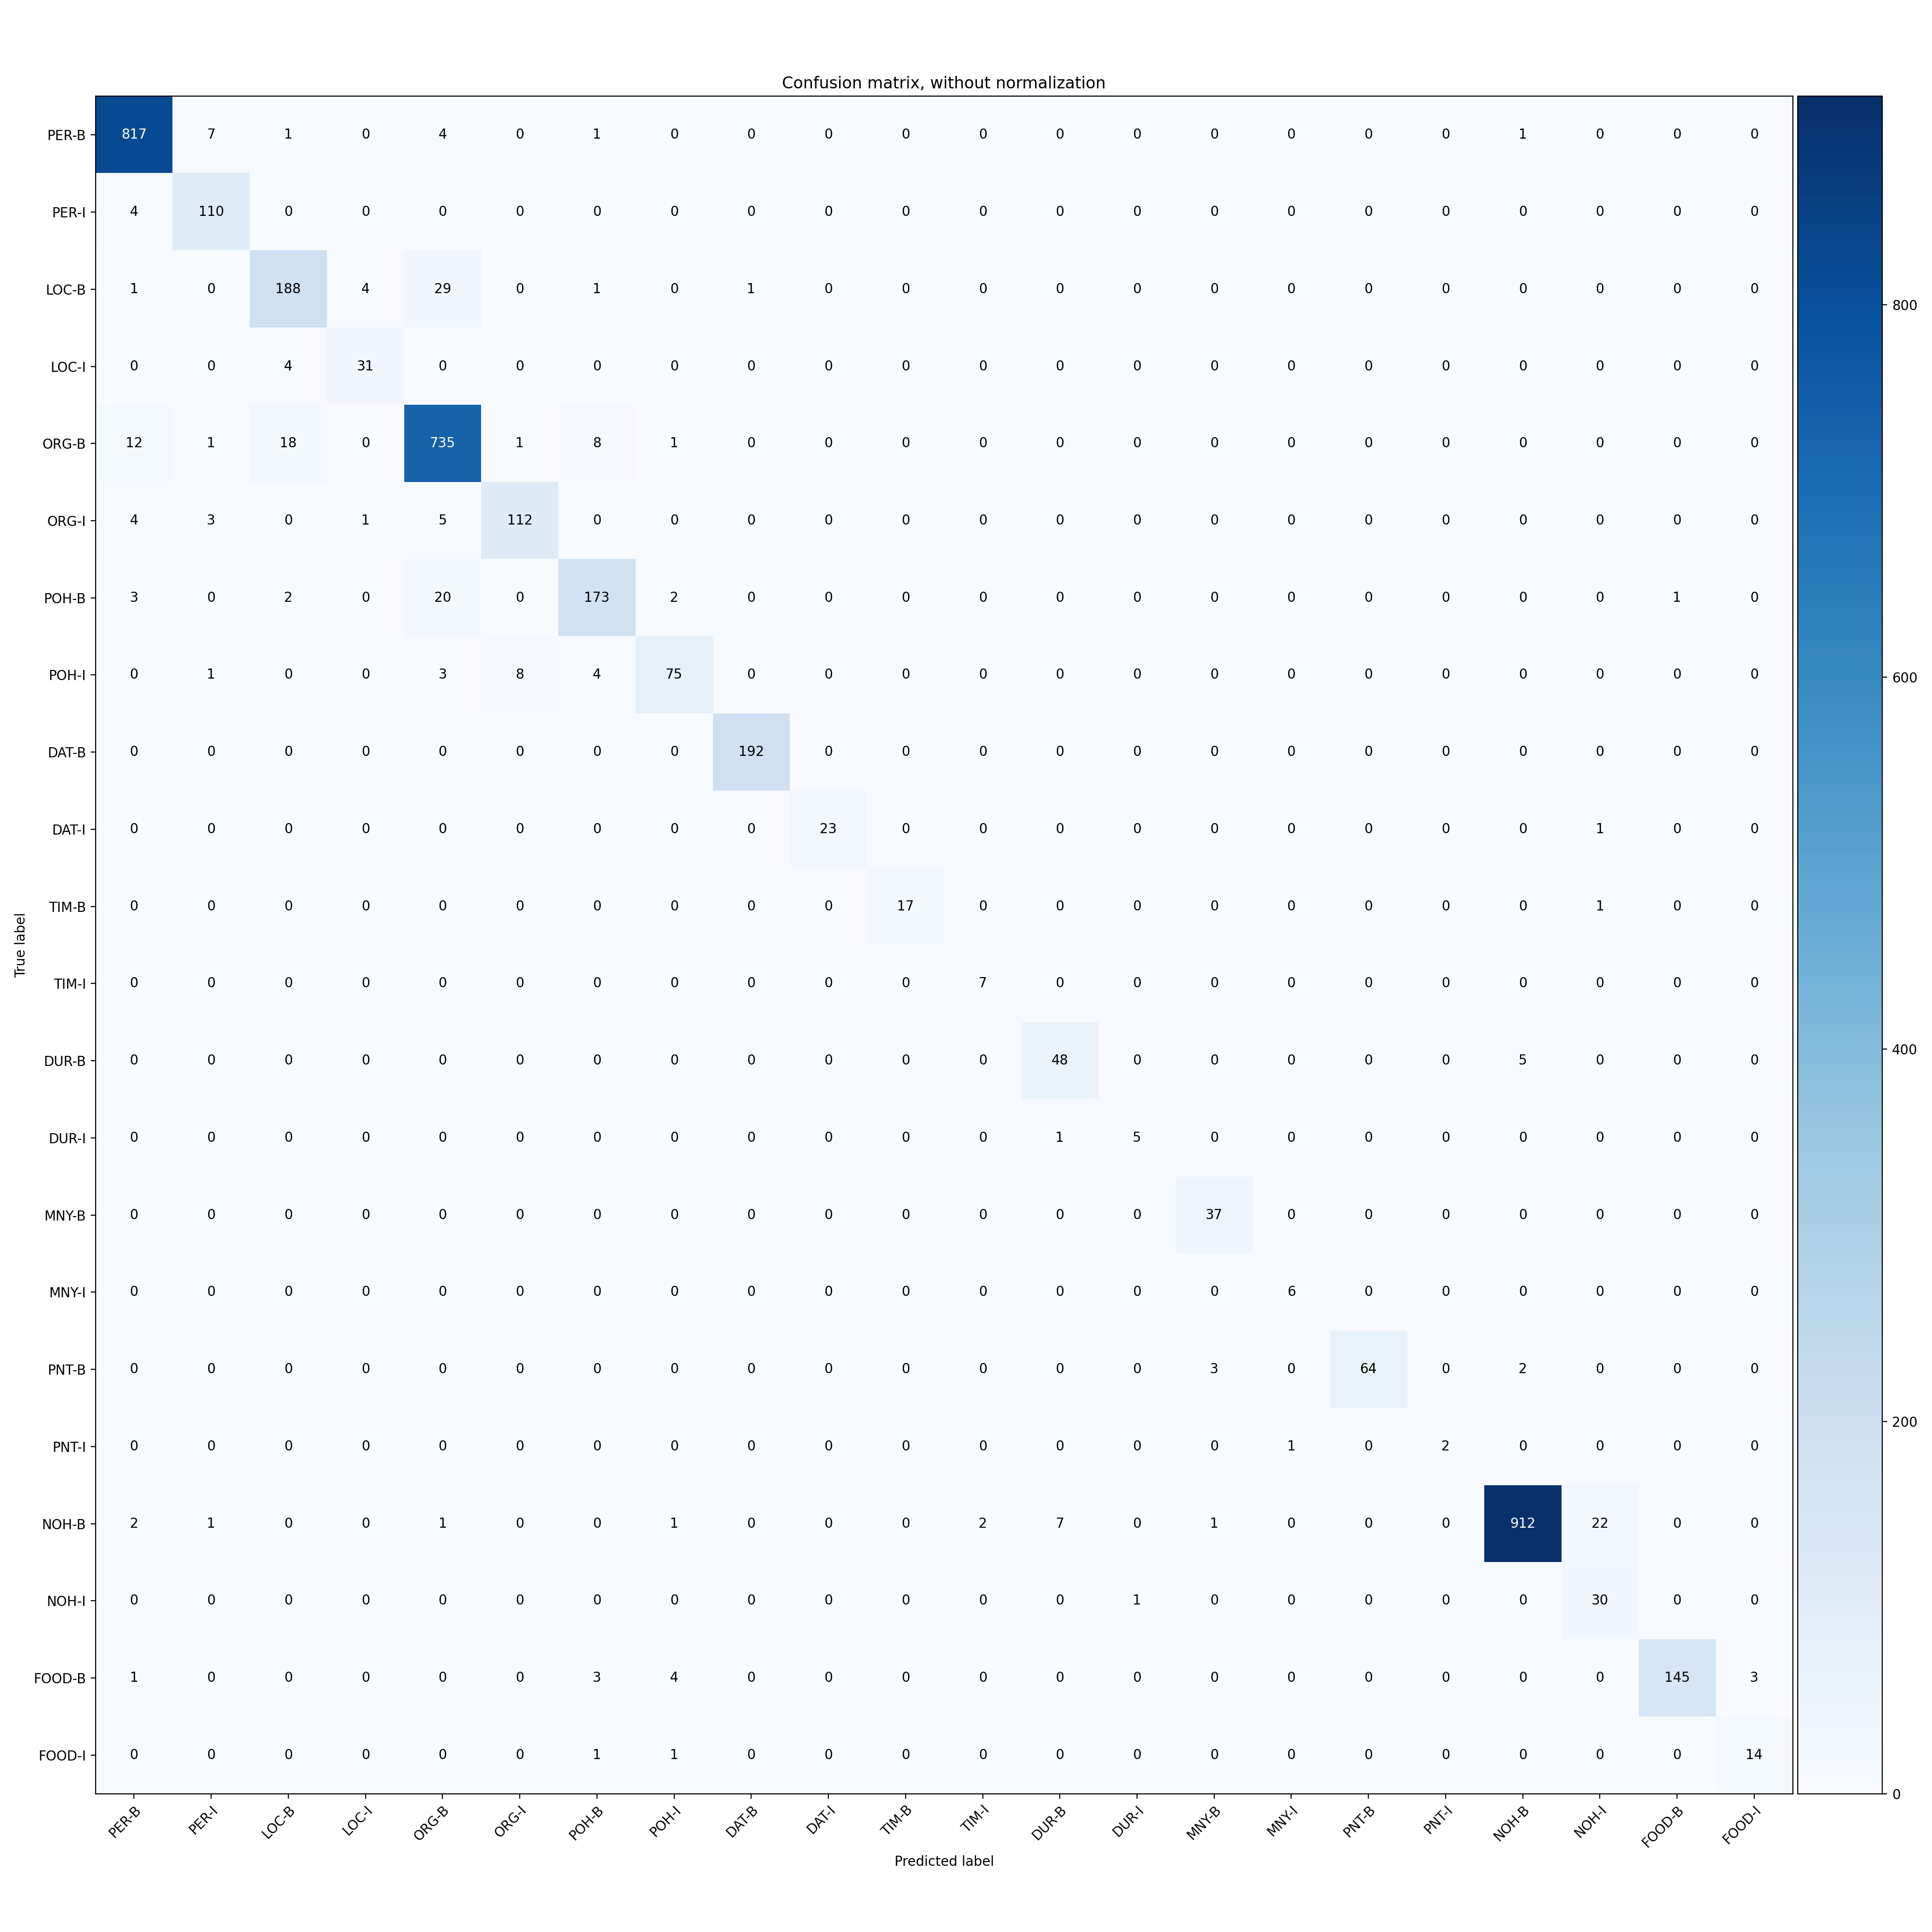 Confusion matrix, without normalization
PER-B 817 7 1 0 4 0 1 0 0 0 0 0 0 0 0 0 0 0 1 0 0 0
PER-I 4 110 0 0 0 0 0 0 0 0 0 0 0 0 0 0 0 0 0 0 0 0
LOC-B 1 0 188 4 29 0 1 0 1 0 0 0 0 0 0 0 0 0 0 0 0 0
800
LOC-I 0 0 4 31 0 0 0 0 0 0 0 0 0 0 0 0 0 0 0 0 0 0
ORG-B 12 1 18 0 735 1 8 1 0 0 0 0 0 0 0 0 0 0 0 0 0 0
ORG-I 4 3 0 1 5 112 0 0 0 0 0 0 0 0 0 0 0 0 0 0 0 0
POH-B 3 0 2 0 20 0 173 2 0 0 0 0 0 0 0 0 0 0 0 0 1 0
POH-I 0 1 0 0 3 8 4 75 0 0 0 0 0 0 0 0 0 0 0 0 0 0
600
DAT-B 0 0 0 0 0 0 0 0 192 0 0 0 0 0 0 0 0 0 0 0 0 0
DAT-I 0 0 0 0 0 0 0 0 0 23 0 0 0 0 0 0 0 0 0 1 0 0
TIM-B 0 0 0 0 0 0 0 0 0 0 17 0 0 0 0 0 0 0 0 1 0 0
True label
TIM-I 0 0 0 0 0 0 0 0 0 0 0 7 0 0 0 0 0 0 0 0 0 0
400
DUR-B 0 0 0 0 0 0 0 0 0 0 0 0 48 0 0 0 0 0 5 0 0 0
DUR-I 0 0 0 0 0 0 0 0 0 0 0 0 1 5 0 0 0 0 0 0 0 0
MNY-B 0 0 0 0 0 0 0 0 0 0 0 0 0 0 37 0 0 0 0 0 0 0
MNY-I 0 0 0 0 0 0 0 0 0 0 0 0 0 0 0 6 0 0 0 0 0 0
PNT-B 0 0 0 0 0 0 0 0 0 0 0 0 0 0 3 0 64 0 2 0 0 0
200
PNT-I 0 0 0 0 0 0 0 0 0 0 0 0 0 0 0 1 0 2 0 0 0 0
NOH-B 2 1 0 0 1 0 0 1 0 0 0 2 7 0 1 0 0 0 912 22 0 0
NOH-I 0 0 0 0 0 0 0 0 0 0 0 0 0 1 0 0 0 0 0 30 0 0
FOOD-B 1 0 0 0 0 0 3 4 0 0 0 0 0 0 0 0 0 0 0 0 145 3
FOOD-I 0 0 0 0 0 0 1 1 0 0 0 0 0 0 0 0 0 0 0 0 0 14
0
PER-B PER-I LOC-B LOC-I ORG-B ORG-I POH-B POH-I DAT-B DAT-I TIM-B TIM-I DUR-B DUR-I MNY-B MNY-I PNT-B PNT-I NOH-B NOH-I FOOD-B FOOD-I
Predicted label